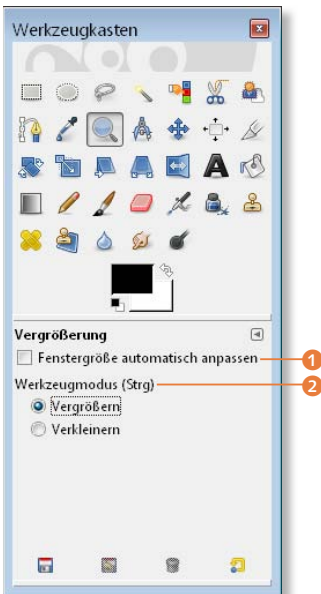 Werkzeugkasten
Vergrößerung
Fenstergröße automatisch anpassen
1
Werkzeugmodus (Strg)
2
Vergrößern
Verkleinern